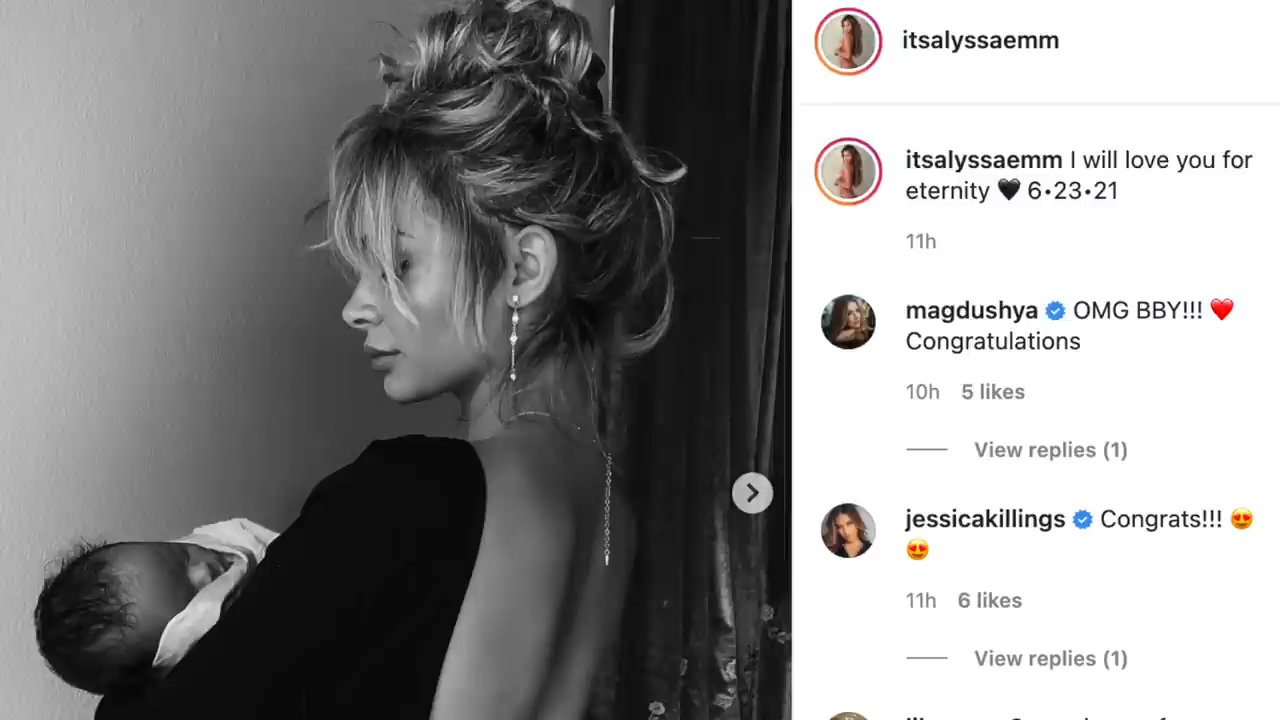 itsalyssaemm
itsalyssaemm I will love you for
eternity 🖤 6•23•21
11h
magdushya OMG BBY!!! ❤️
Congratulations
10h 5 likes
View replies (1)
jessicakillings Congrats!!! 😍
😍
11h 6 likes
View replies (1)